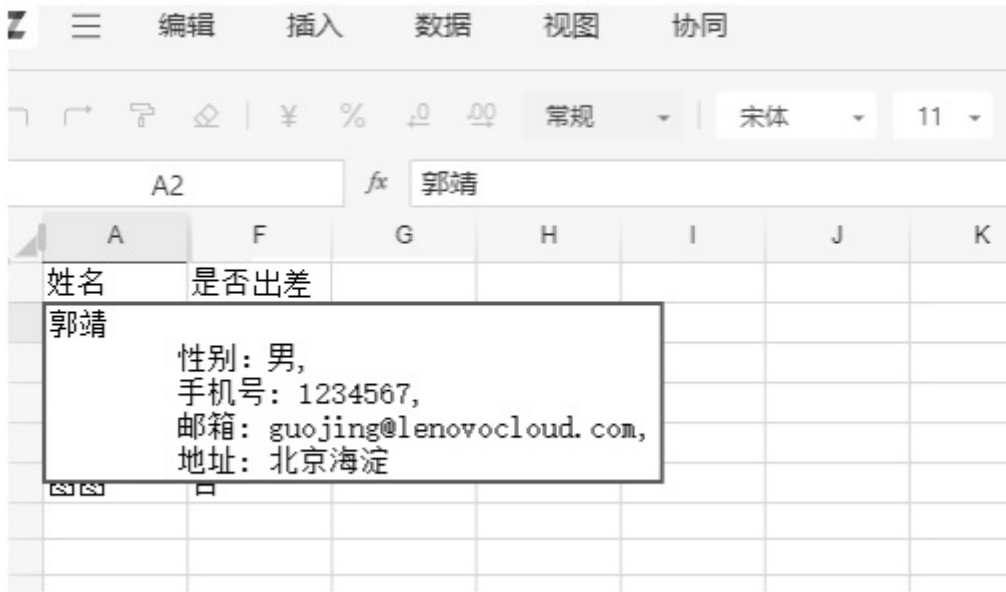 编辑 插入 数据 视图 协同
¥ % .0 .00 常规 宋体 11
A2 fx 郭靖
A F G H I J K
姓名 是否出差
郭靖
性别: 男,
手机号: 1234567,
邮箱: guojing@lenovocloud.com,
地址: 北京海淀